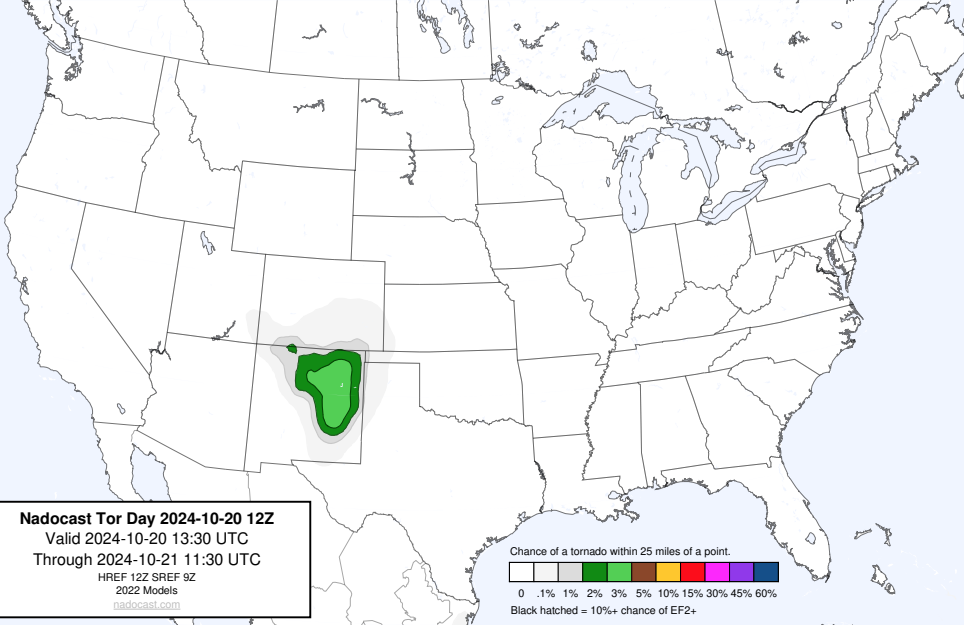 Nadocast Tor Day 2024-10-20 12Z
Valid 2024-10-20 13:30 UTC
Through 2024-10-21 11:30 UTC
HREF 12Z SREF 9Z
2022 Models
nadocast.com
Chance of a tornado within 25 miles of a point.
0 .1% 1% 2% 3% 5% 10% 15% 30% 45% 60%
Black hatched = 10%+ chance of EF2+